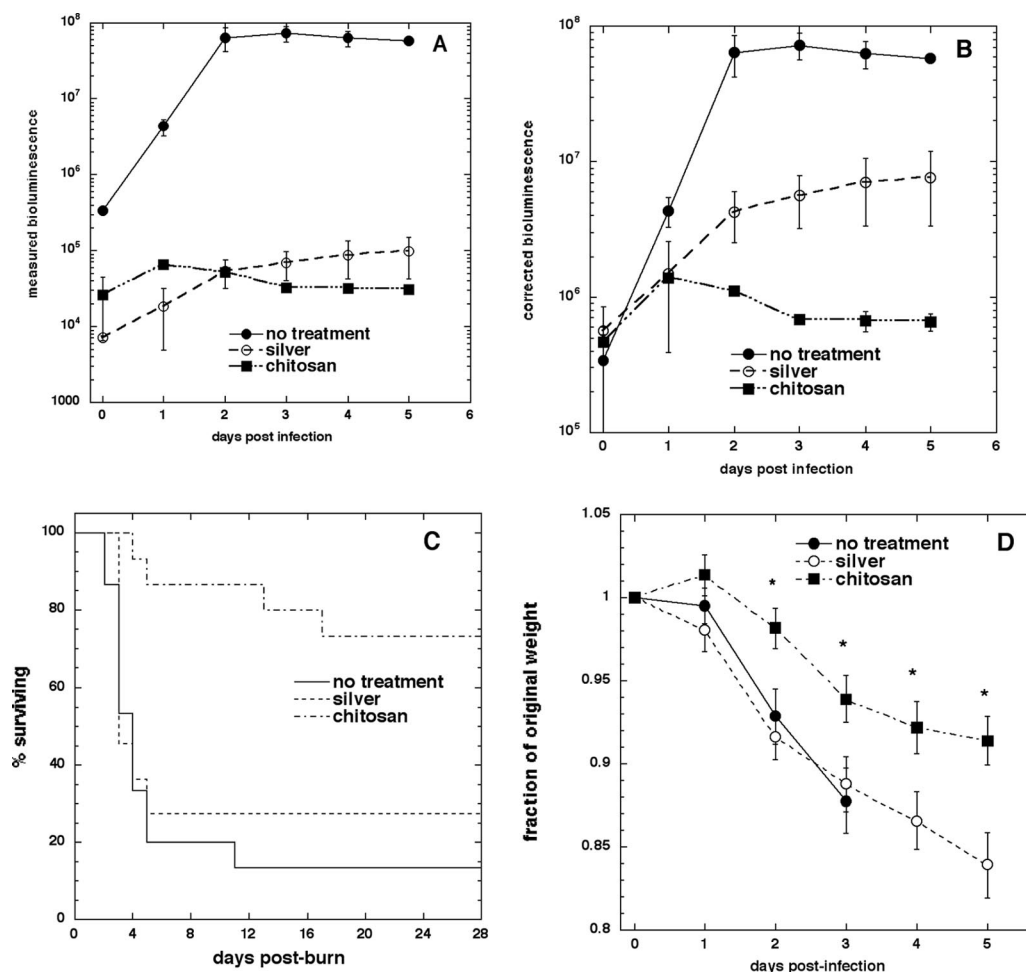 A
measured bioluminescence
10^8
10^7
10^6
10^5
10^4
1000
no treatment
silver
chitosan
0 1 2 3 4 5 6
days post infection
B
corrected bioluminescence
10^8
10^7
10^6
10^5
no treatment
silver
chitosan
0 1 2 3 4 5 6
days post infection
C
% surviving
100
80
60
40
20
0
no treatment
silver
chitosan
0 4 8 12 16 20 24 28
days post-burn
D
fraction of original weight
1.05
1
0.95
0.9
0.85
0.8
no treatment
silver
chitosan
* * * *
0 1 2 3 4 5
days post-infection